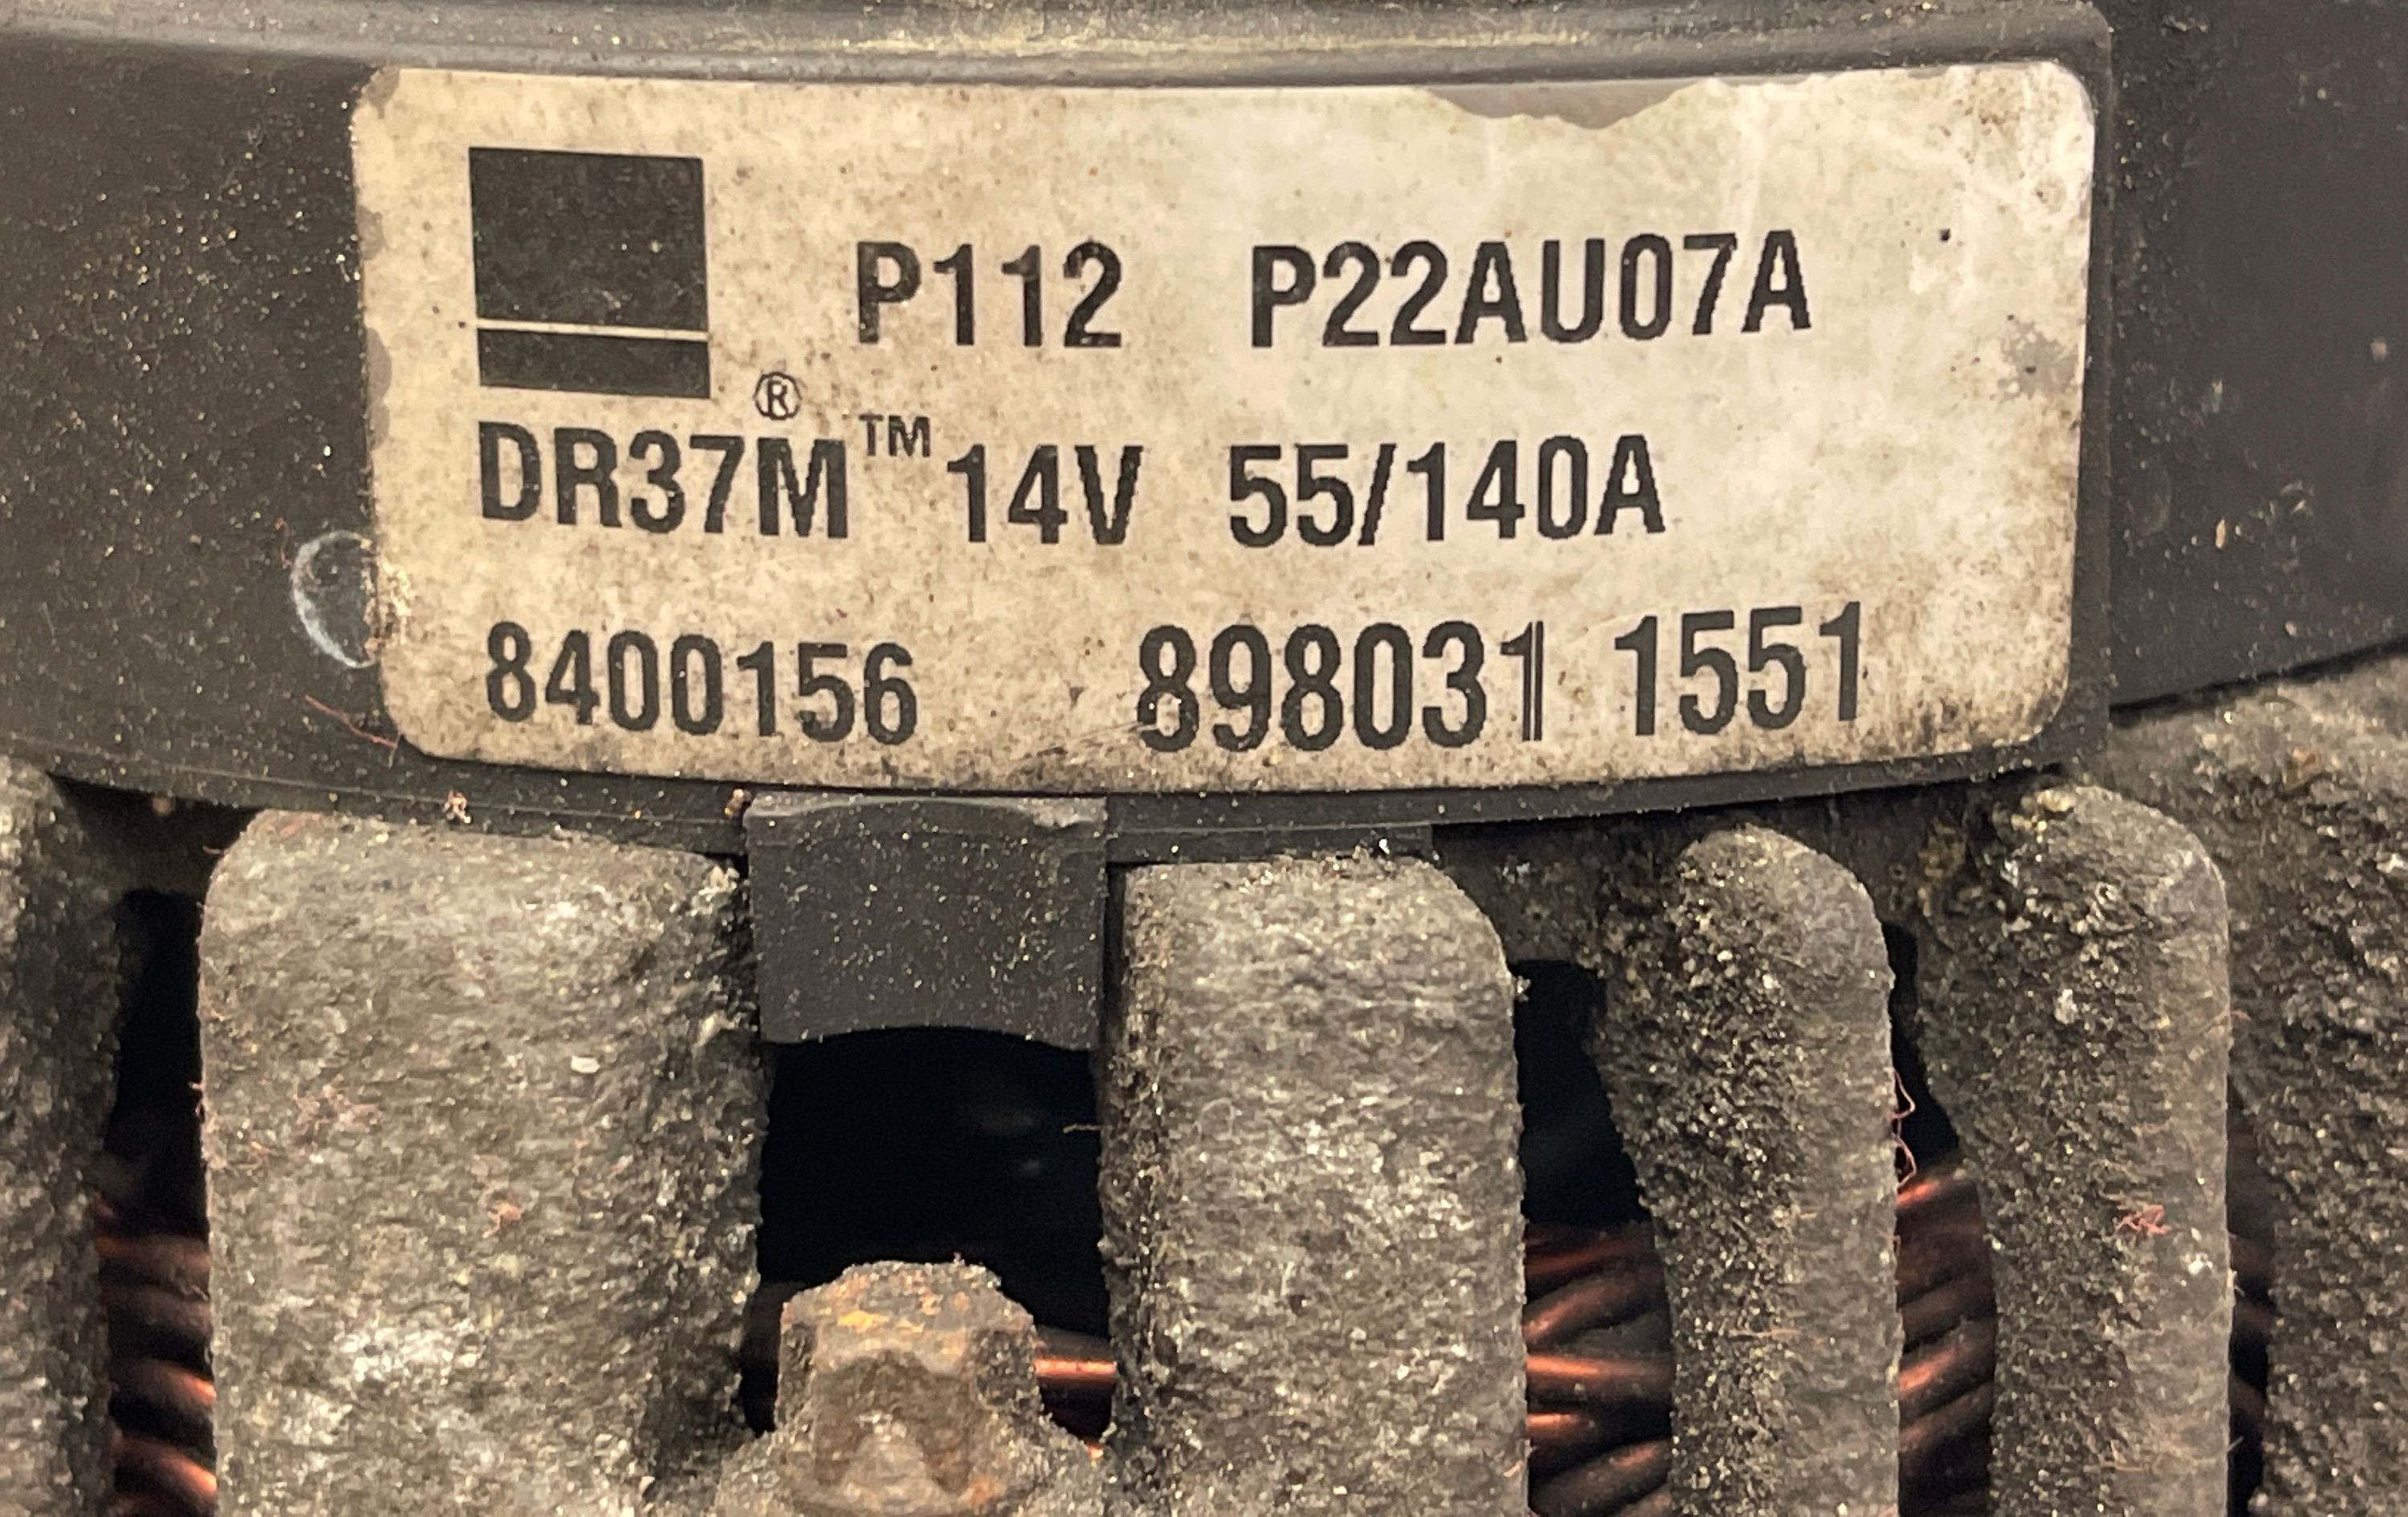 P112 P22AU07A
®
DR37M™ 14V 55/140A
8400156 898031 1551